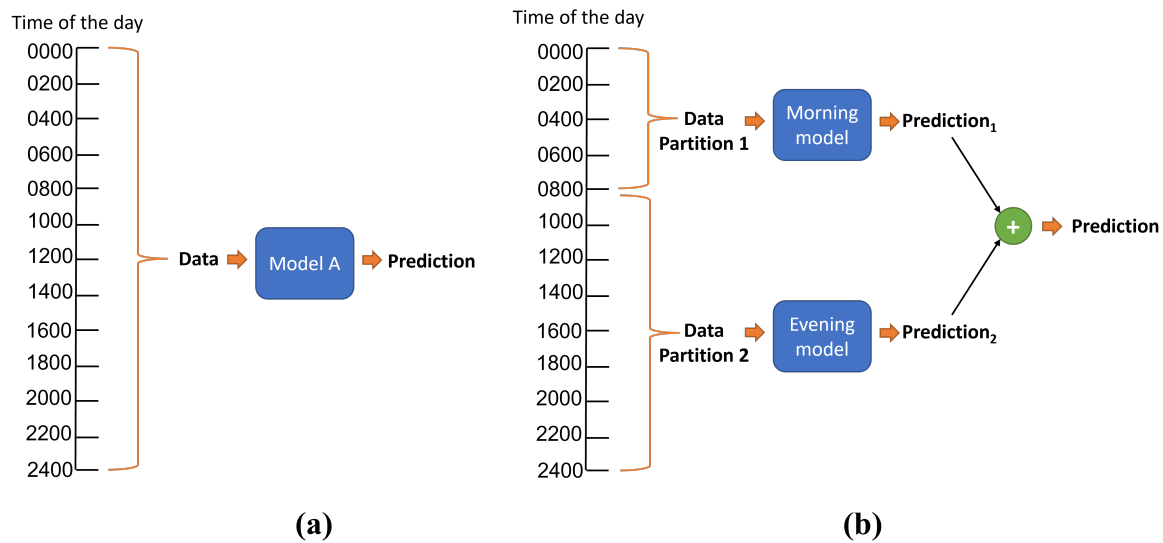 Time of the day
0000
0200
0400
0600
0800
1000
1200
1400
1600
1800
2000
2200
2400
Data
Model A
Prediction
(a)
Time of the day
0000
0200
0400
0600
0800
1000
1200
1400
1600
1800
2000
2200
2400
Data
Partition 1
Morning
model
Prediction1
Data
Partition 2
Evening
model
Prediction2
+
Prediction
(b)